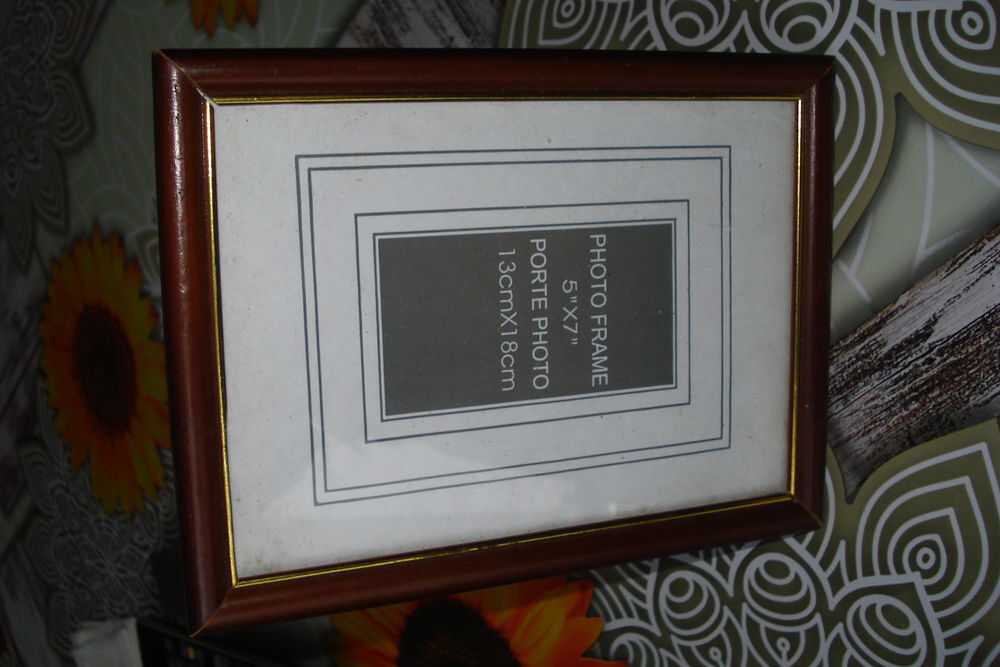 PHOTO FRAME
5"X7"
PORTE PHOTO
13cmX18cm